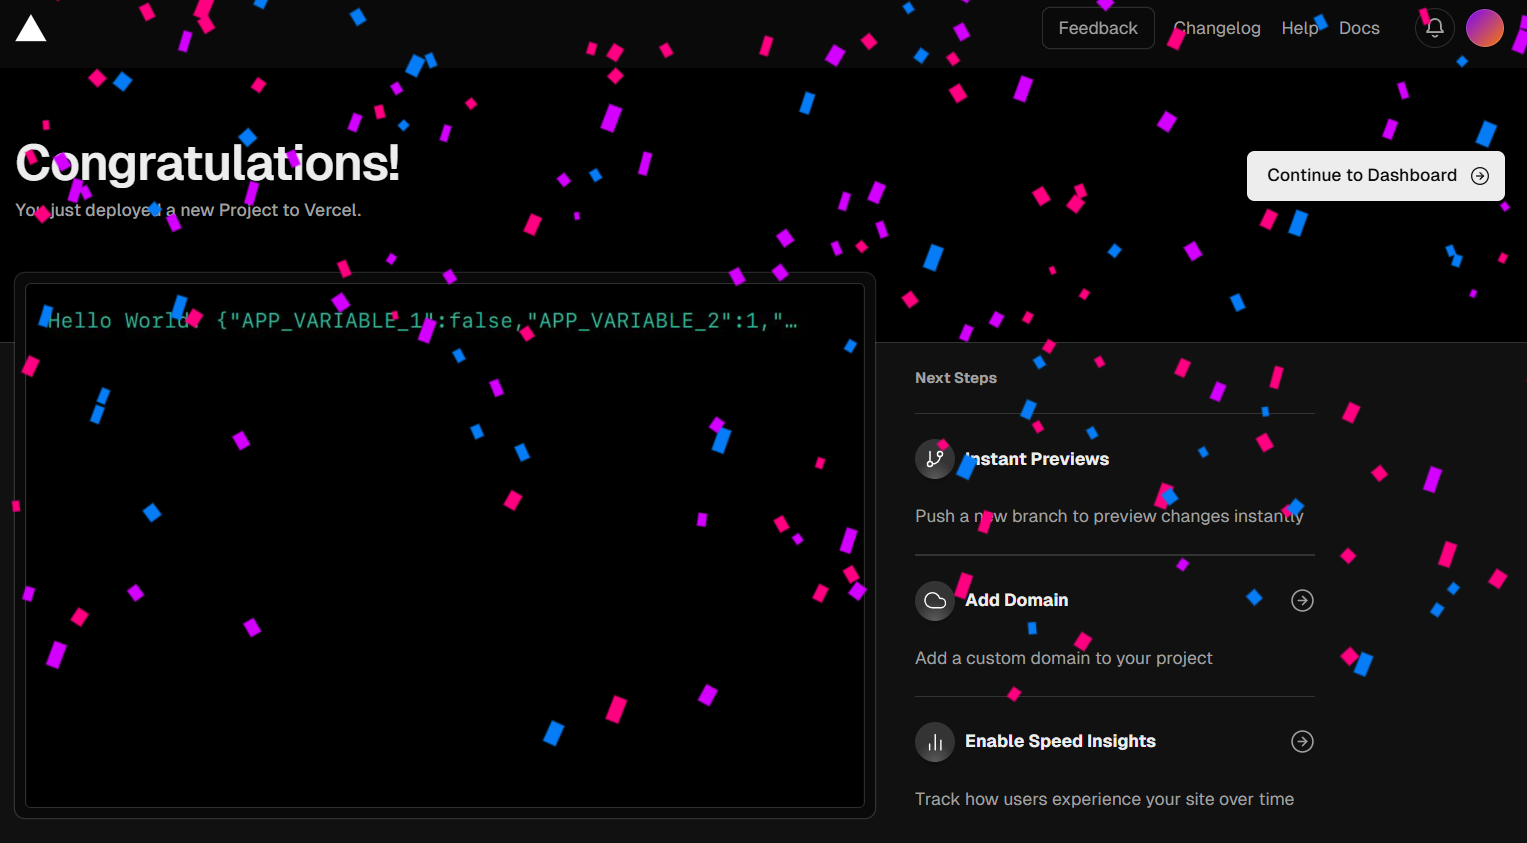 Feedback Changelog Help Docs
Congratulations!
You just deployed a new Project to Vercel.
Continue to Dashboard
Hello World! {"APP_VARIABLE_1":false,"APP_VARIABLE_2":1,"…
Next Steps
Instant Previews
Push a new branch to preview changes instantly
Add Domain
Add a custom domain to your project
Enable Speed Insights
Track how users experience your site over time